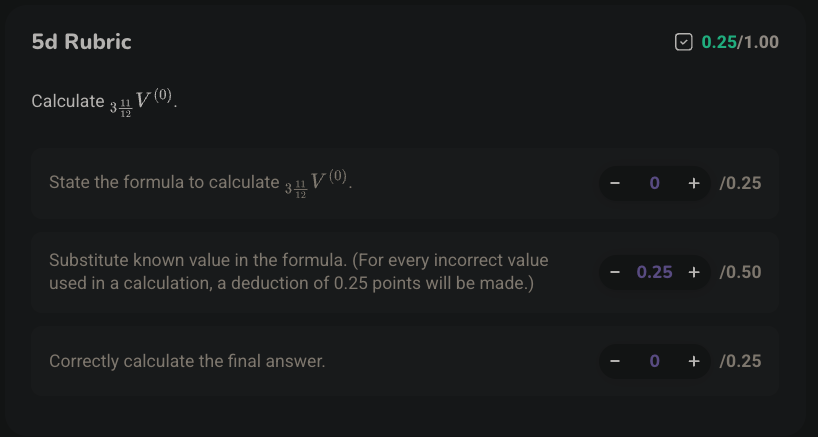 5d Rubric
0.25/1.00
Calculate ₃ 11/12 V⁽⁰⁾.
State the formula to calculate ₃ 11/12 V⁽⁰⁾.
− 0 + /0.25
Substitute known value in the formula. (For every incorrect value
used in a calculation, a deduction of 0.25 points will be made.)
− 0.25 + /0.50
Correctly calculate the final answer.
− 0 + /0.25